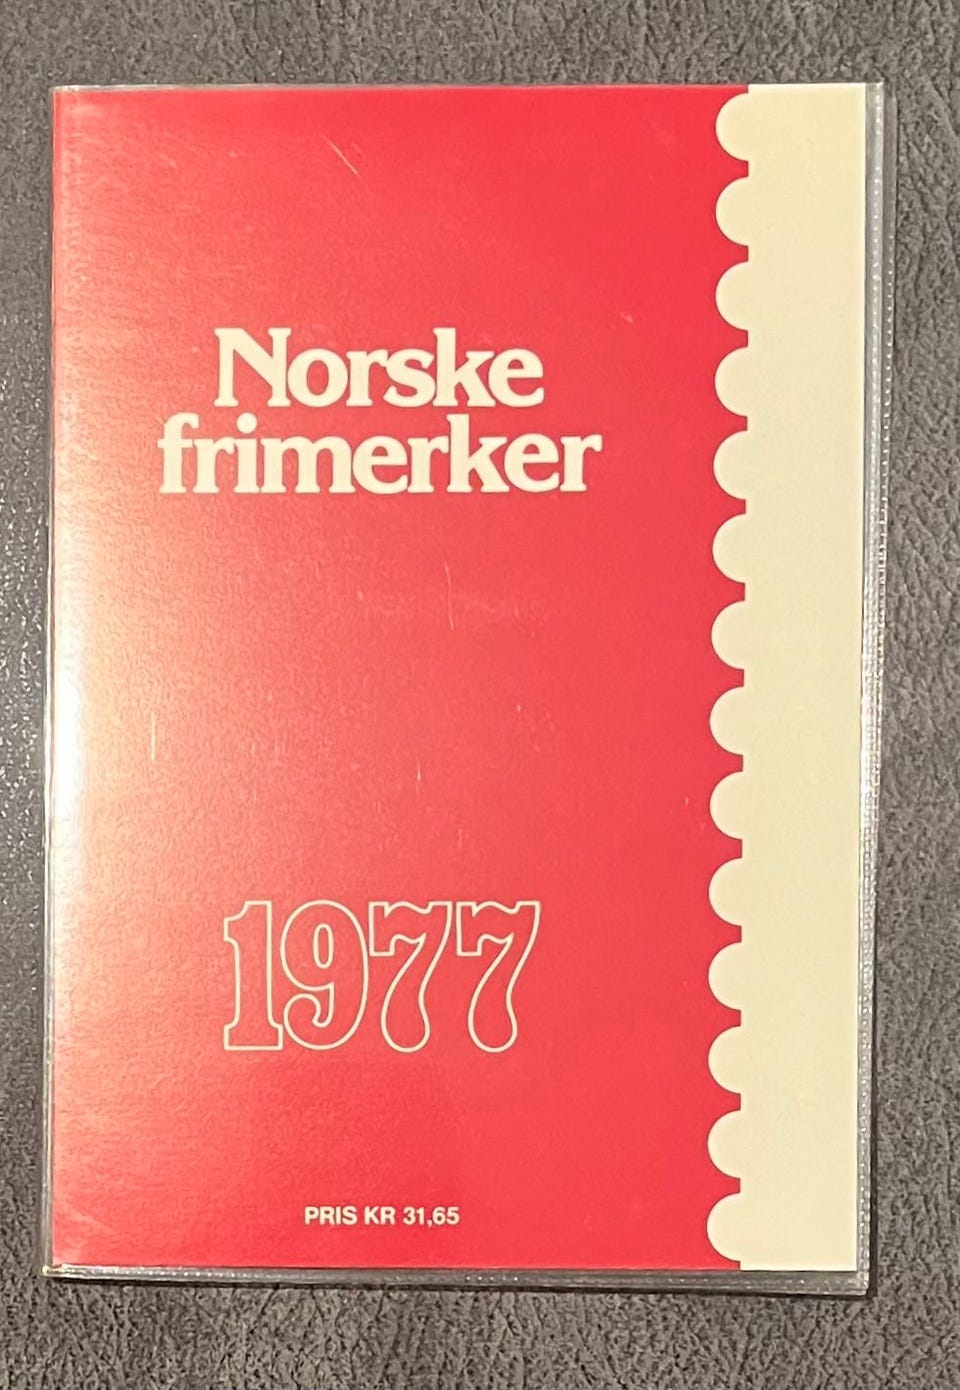 Norske
frimerker
1977
PRIS KR 31,65